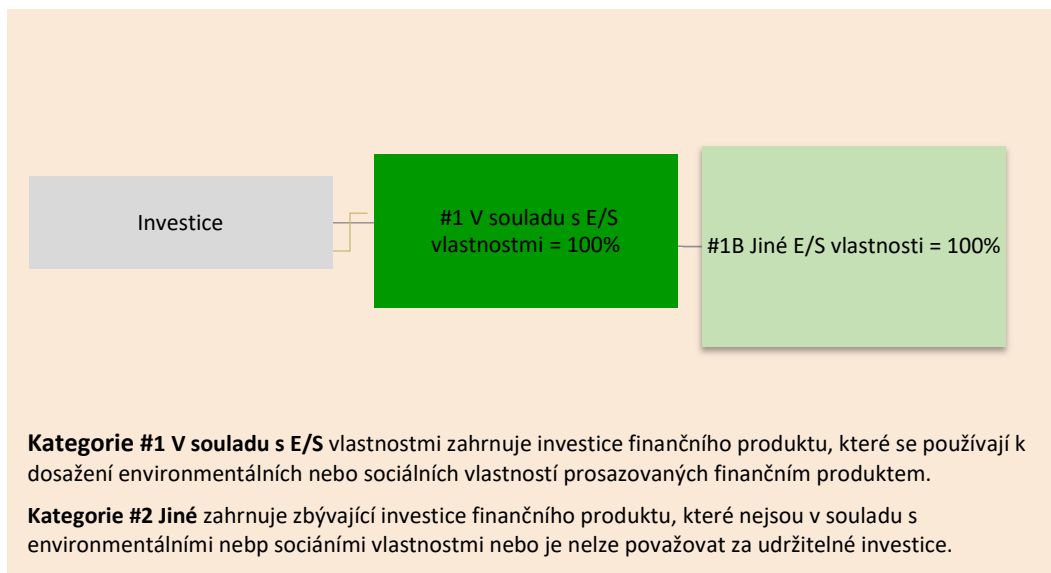 Investice
#1 V souladu s E/S
vlastnostmi = 100%
#1B Jiné E/S vlastnosti = 100%
Kategorie #1 V souladu s E/S vlastnostmi zahrnuje investice finančního produktu, které se používají k
dosažení environmentálních nebo sociálních vlastností prosazovaných finančním produktem.
Kategorie #2 Jiné zahrnuje zbývající investice finančního produktu, které nejsou v souladu s
environmentálními nebp sociáními vlastnostmi nebo je nelze považovat za udržitelné investice.